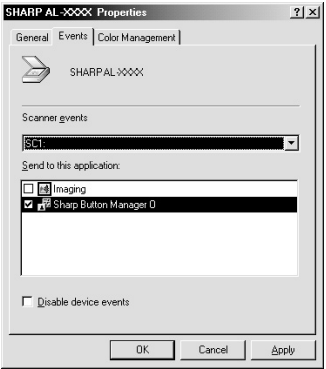 SHARP AL-XXXX Properties
General Events Color Management
SHARP AL-XXXX
Scanner events
SC1:
Send to this application:
Imaging
Sharp Button Manager O
Disable device events
OK Cancel Apply